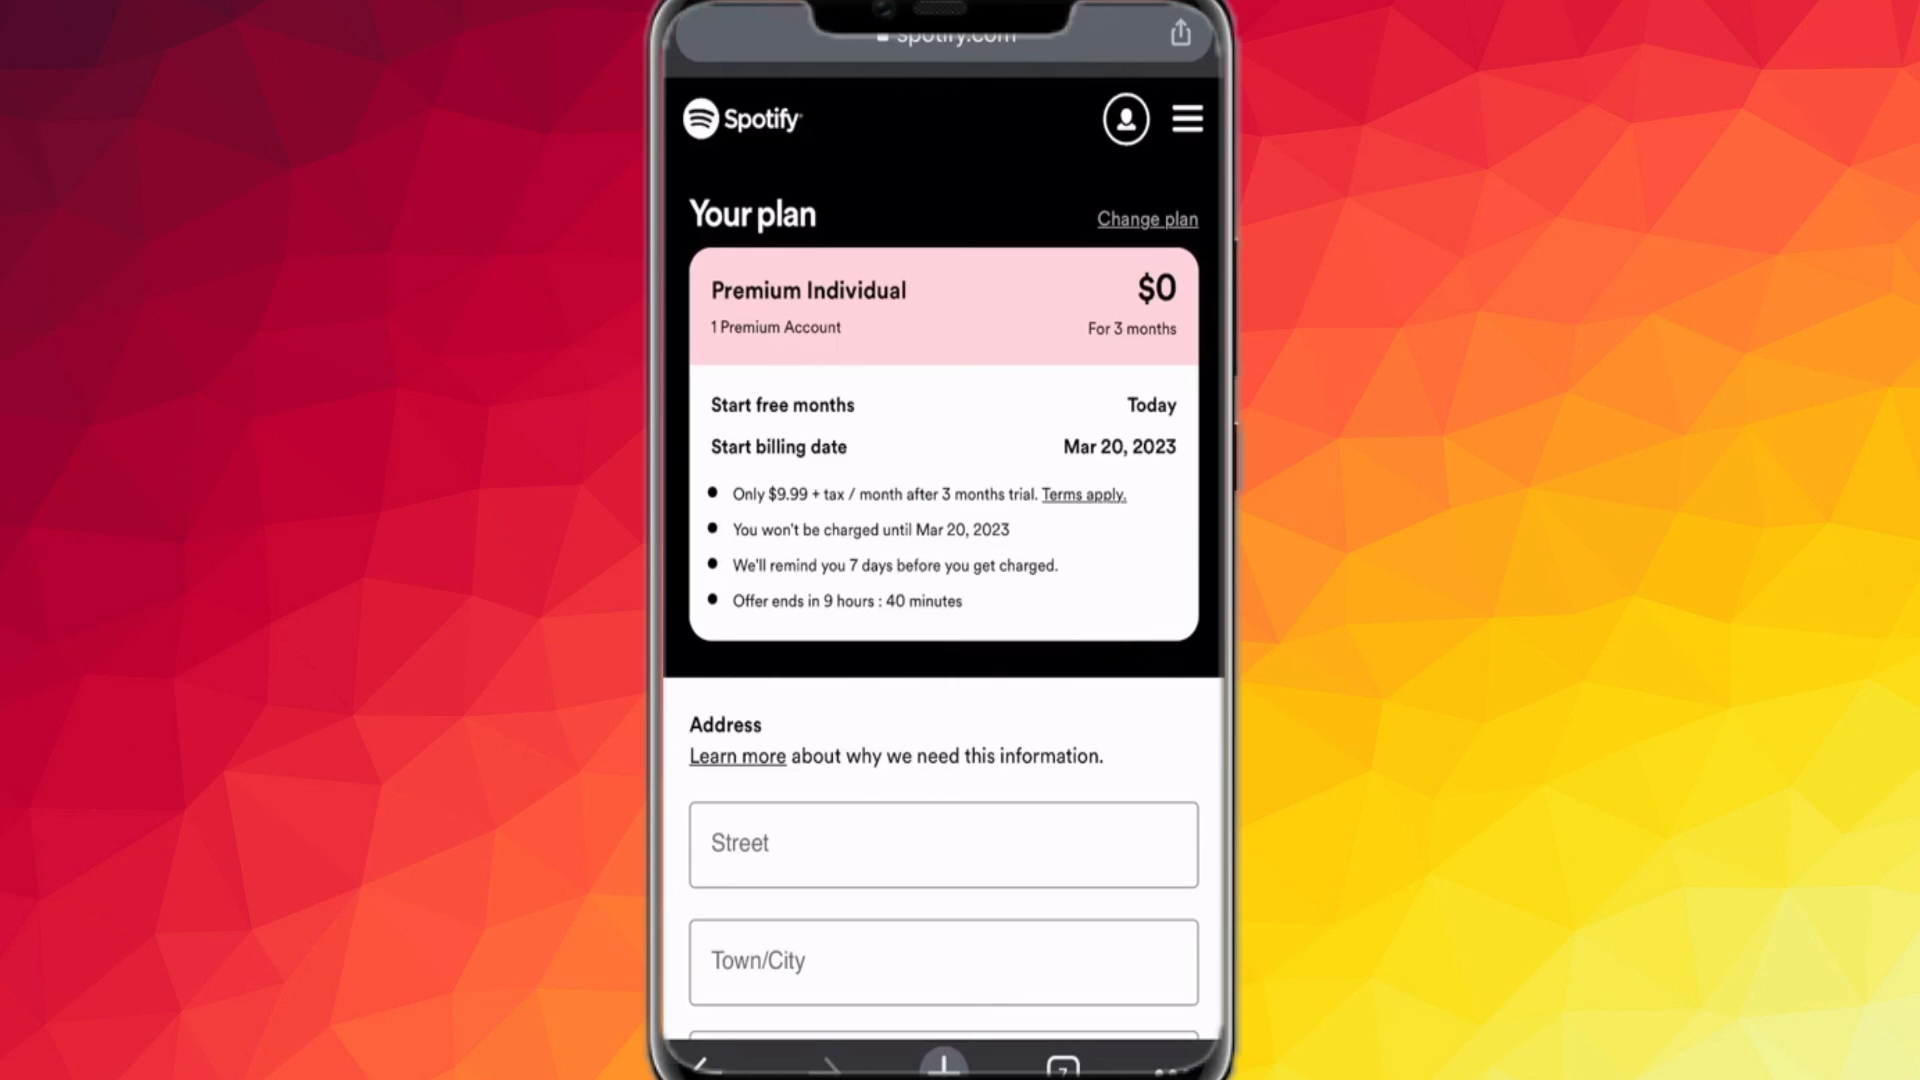 spotify.com
Spotify
Your plan
Change plan
Premium Individual
$0
1 Premium Account
For 3 months
Start free months
Today
Start billing date
Mar 20, 2023
Only $9.99 + tax / month after 3 months trial. Terms apply.
You won't be charged until Mar 20, 2023
We'll remind you 7 days before you get charged.
Offer ends in 9 hours : 40 minutes
Address
Learn more about why we need this information.
Street
Town/City
7